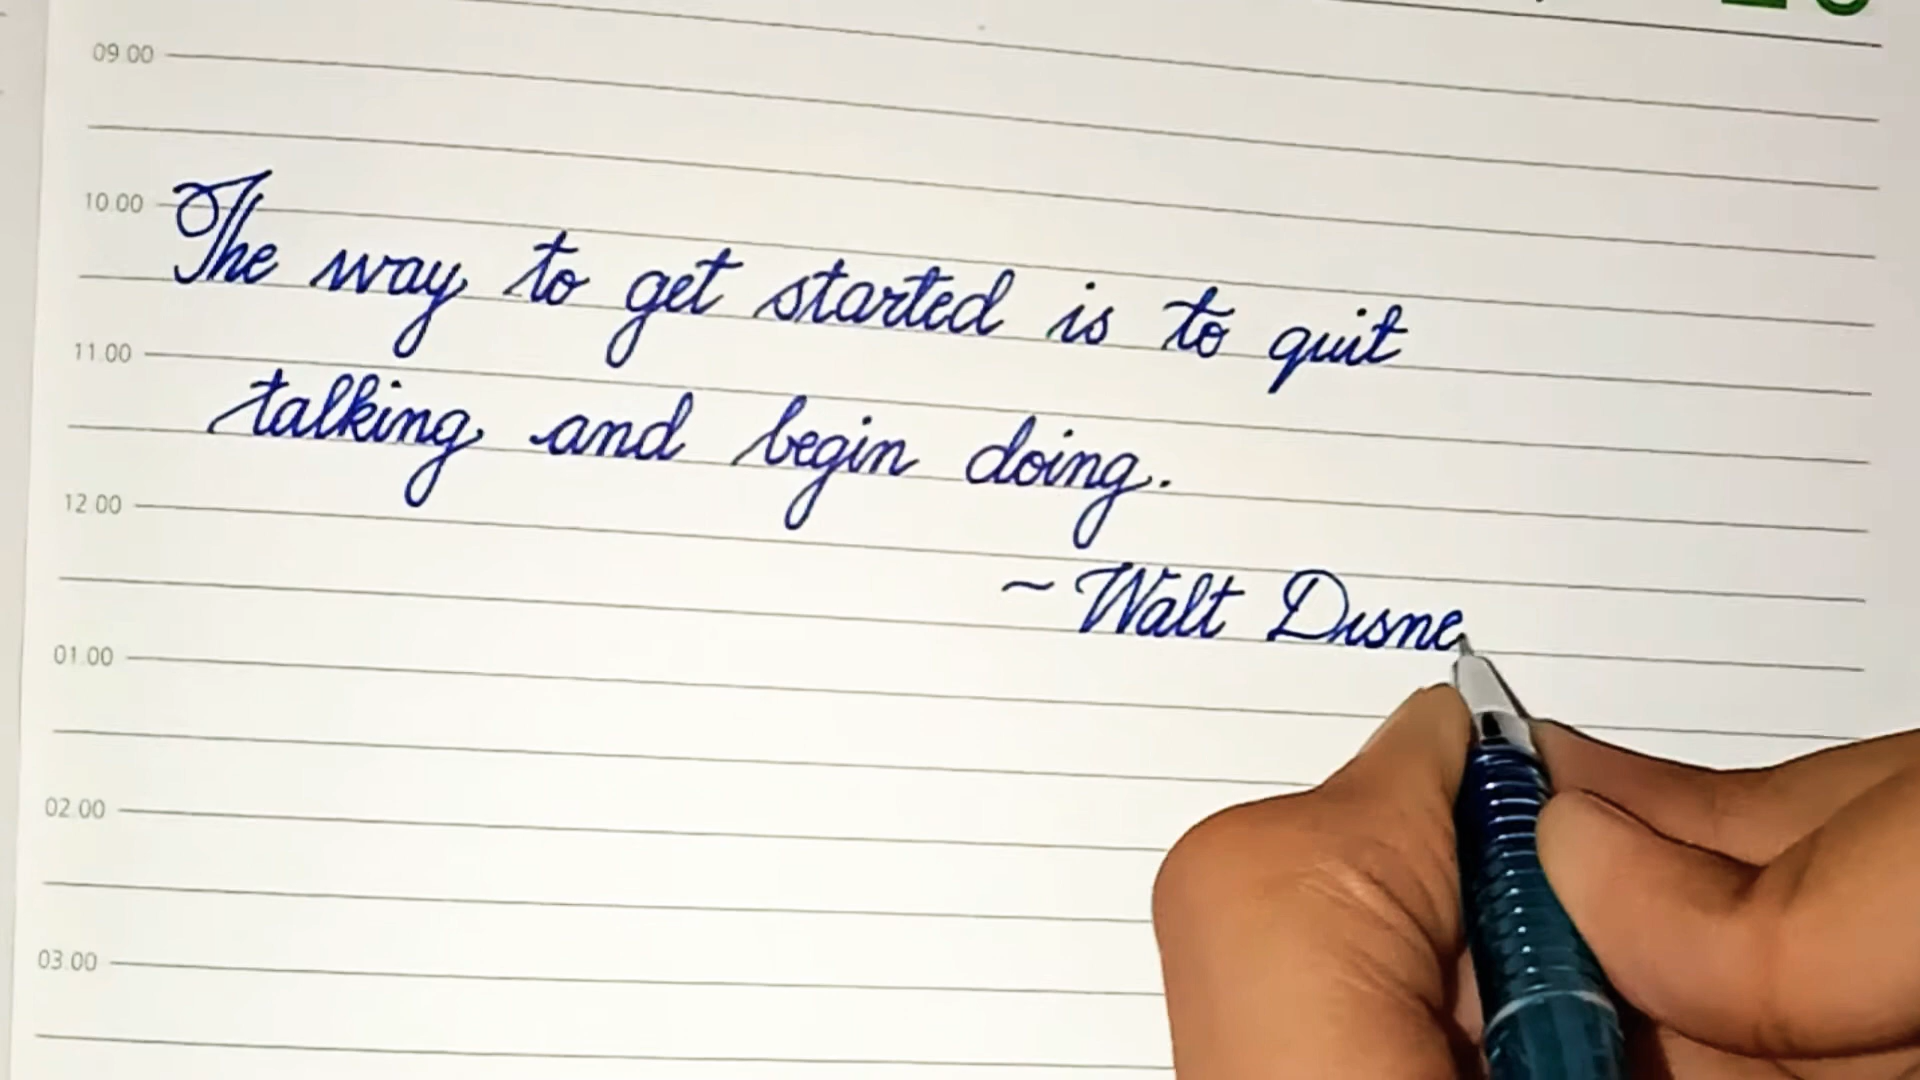 09 00
10 00
The way to get started is to quit
11.00
talking and begin doing.
12 00
~ Walt Disne
01.00
02.00
03.00